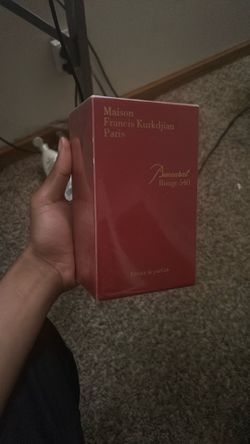 Maison
Francis Kurkdjian
Paris
Baccarat
Rouge 540
Extrait de parfum